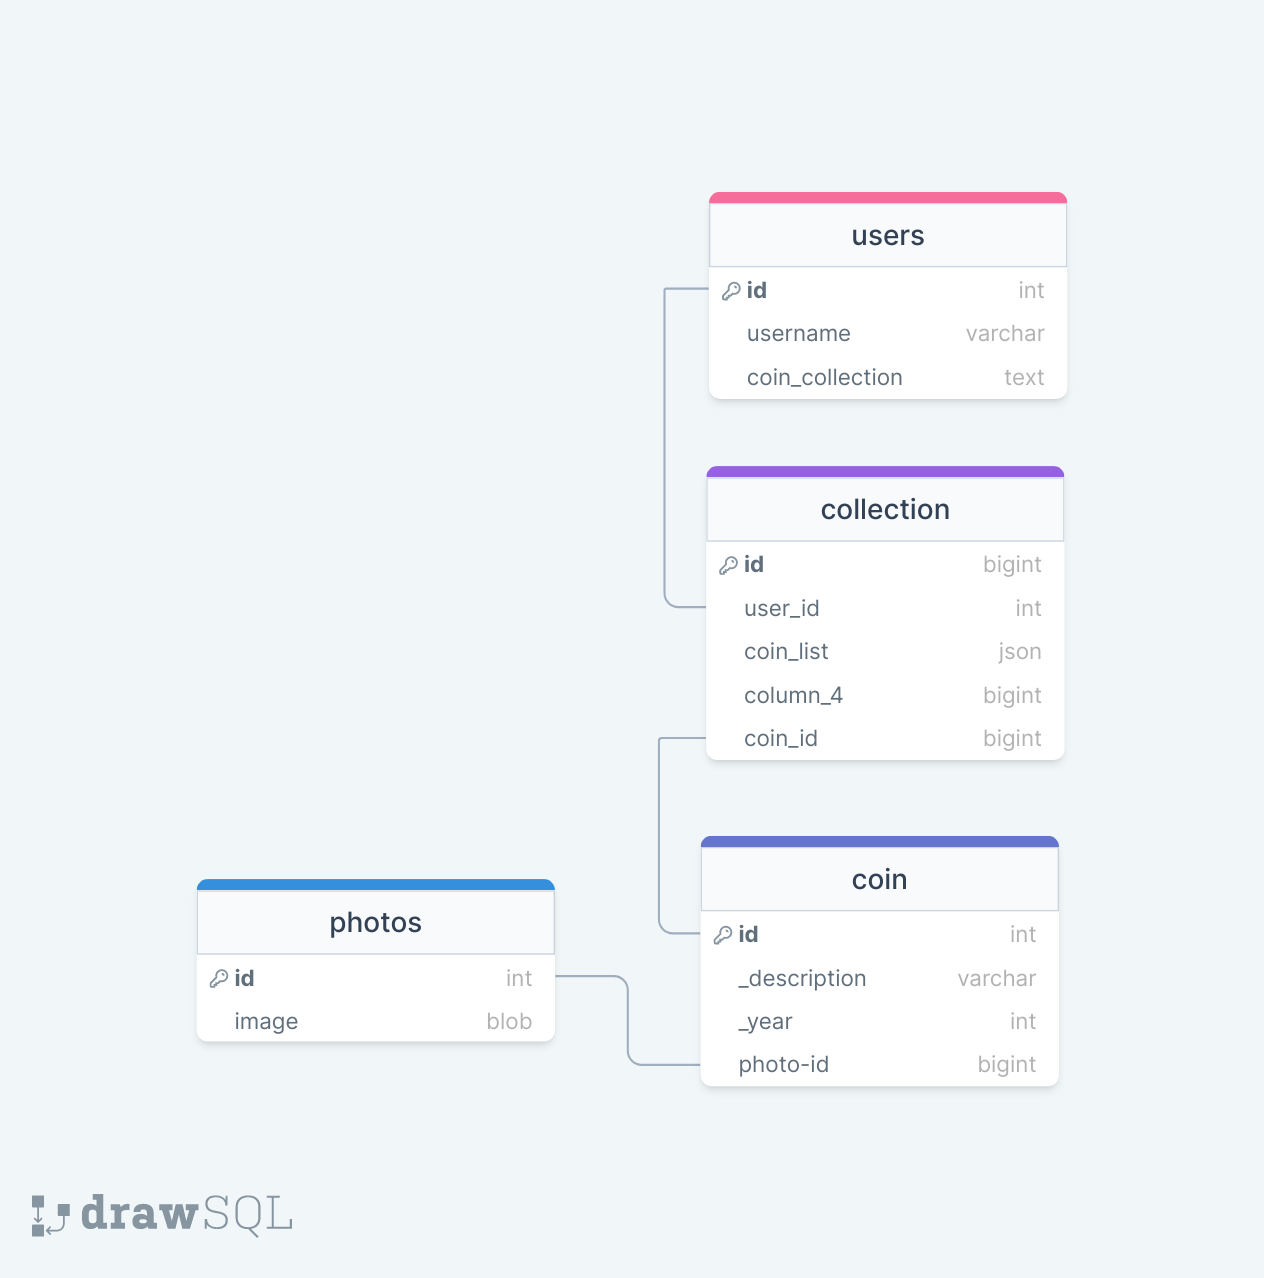 users
id int
username varchar
coin_collection text
collection
id bigint
user_id int
coin_list json
column_4 bigint
coin_id bigint
coin
id int
_description varchar
_year int
photo-id bigint
photos
id int
image blob
drawSQL